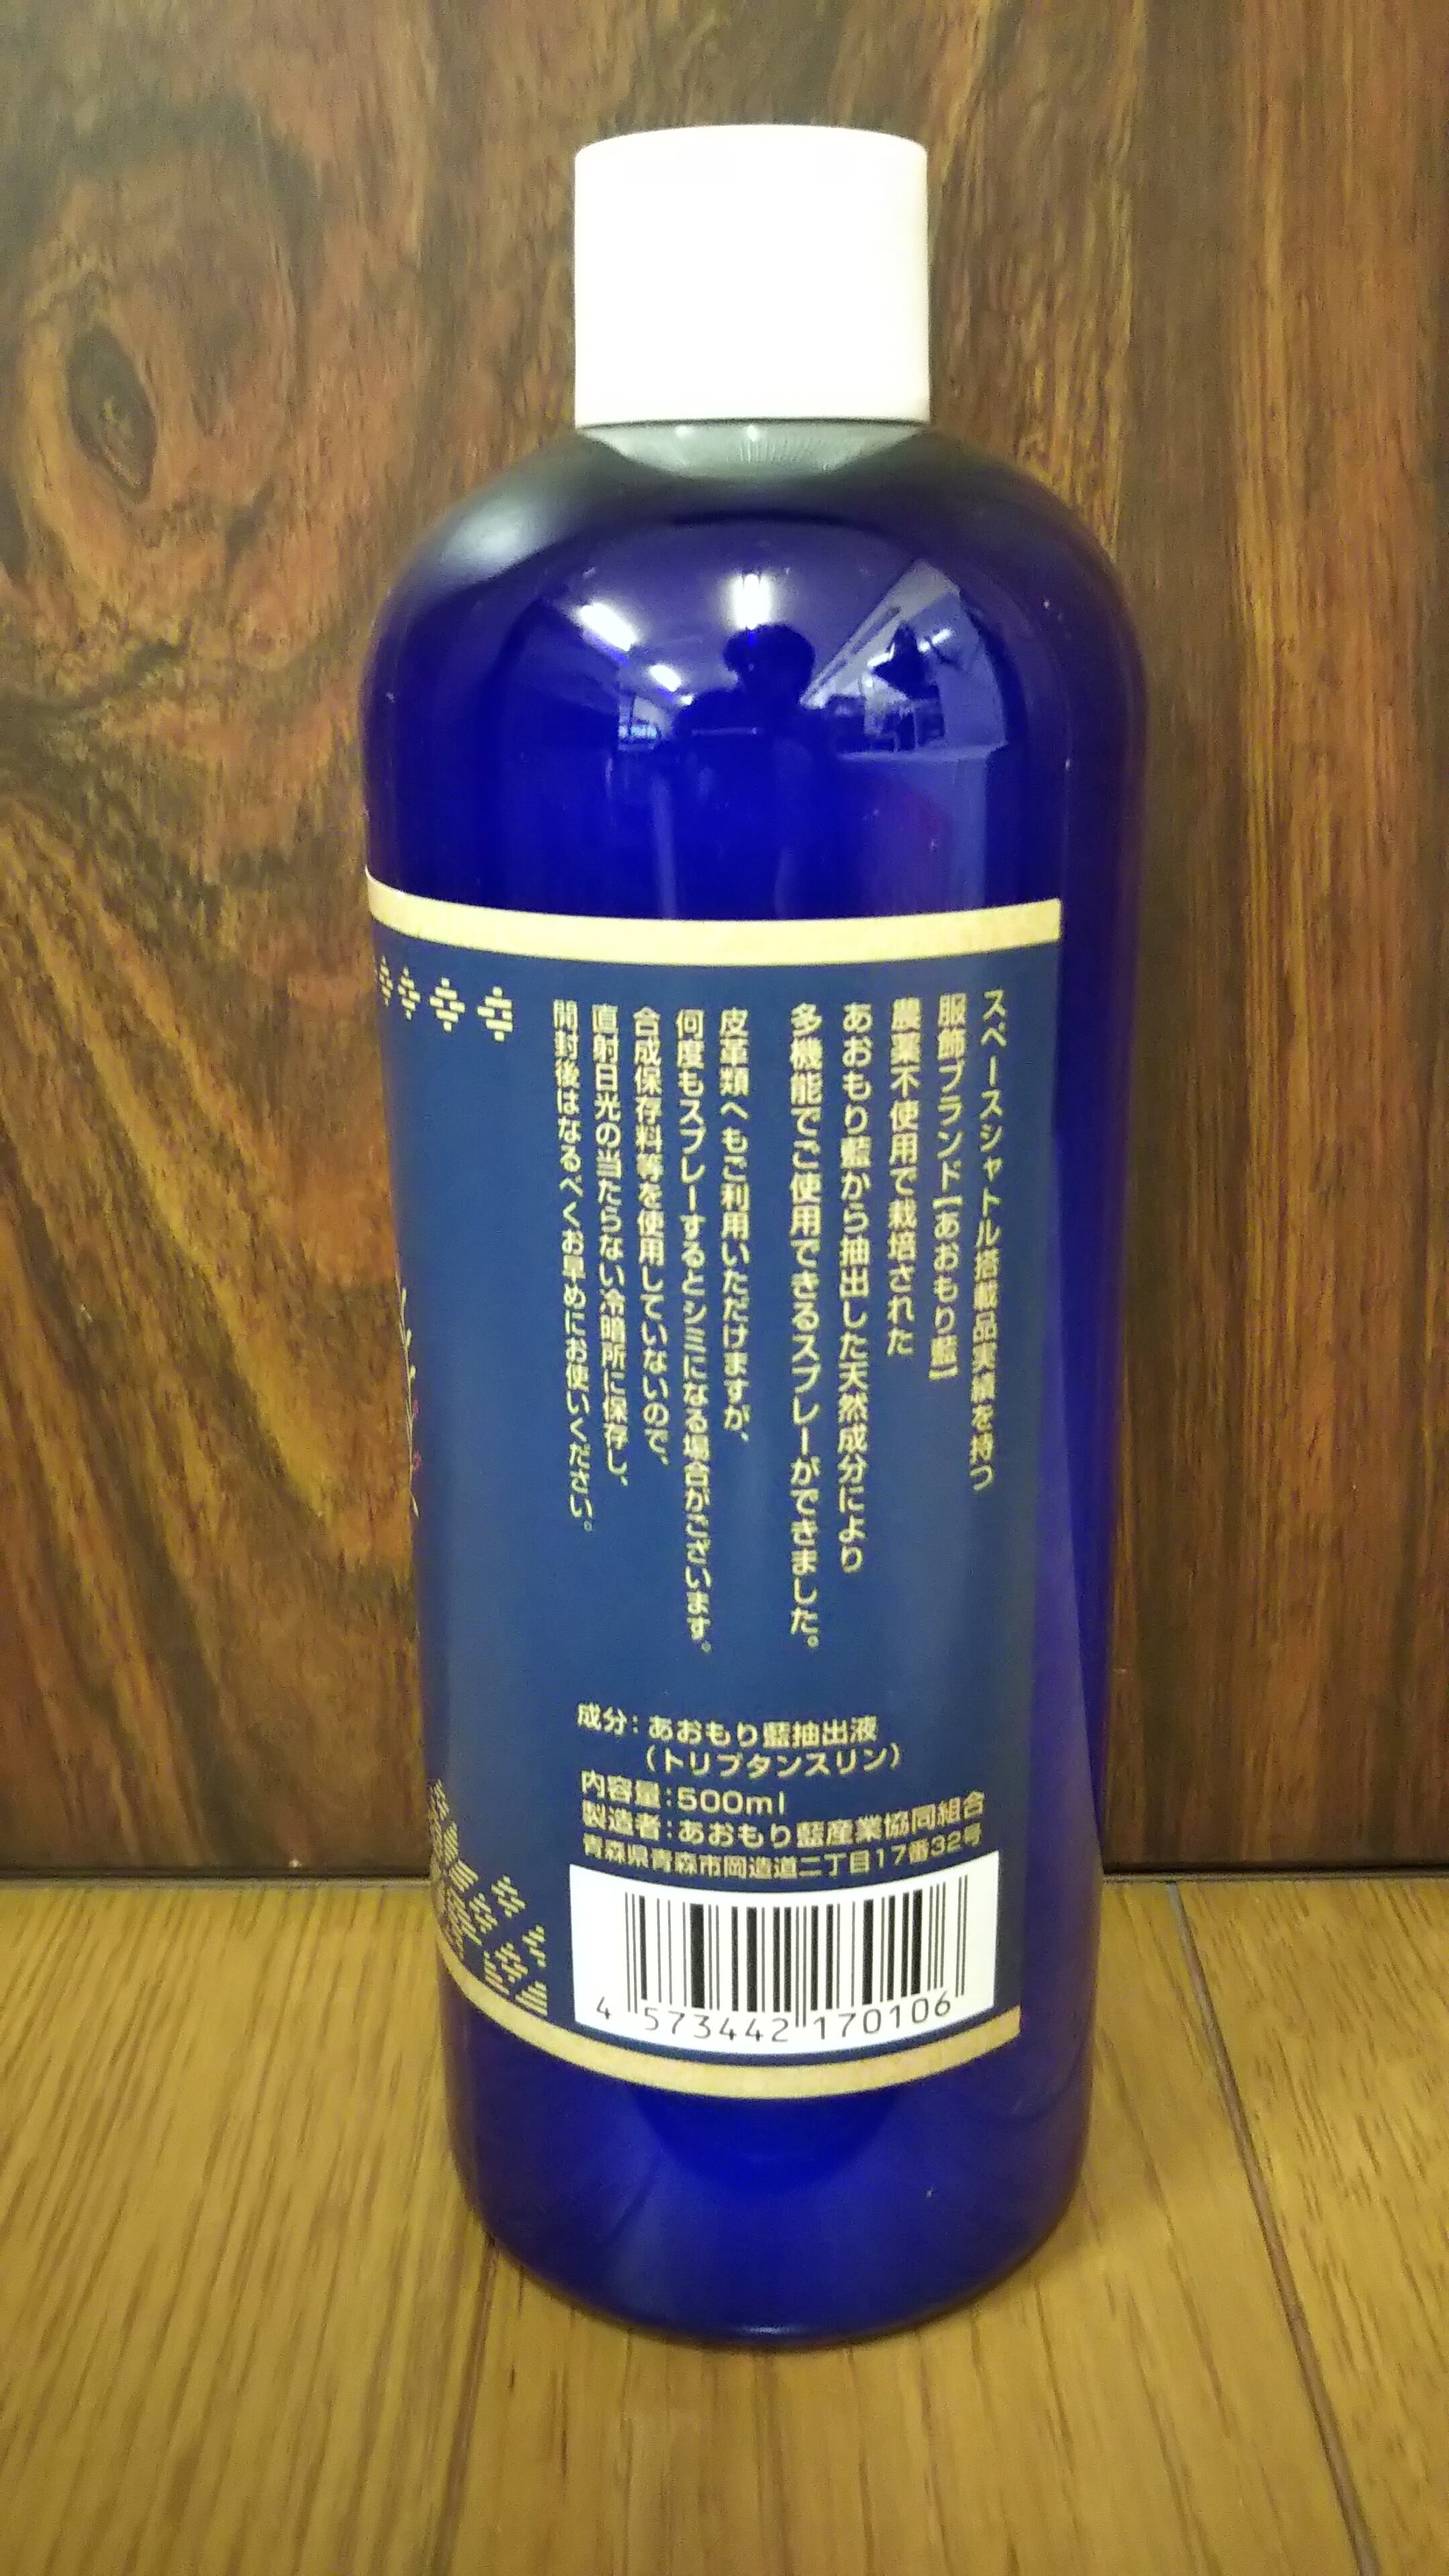 スペースシャトル搭載品実績を持つ
服飾ブランド【あおもり藍】
農薬不使用で栽培された
あおもり藍から抽出した天然成分により
多機能でご使用できるスプレーができました。
皮革類へもご利用いただけますが、
何度もスプレーするとシミになる場合がございます。
合成保存料等を使用していないので、
直射日光の当たらない冷暗所に保存し、
開封後はなるべくお早めにお使いください。
成分：あおもり藍抽出液
（トリプタンスリン）
内容量：500ml
製造者：あおもり藍産業協同組合
青森県青森市岡造道二丁目17番32号
4 573442 170106